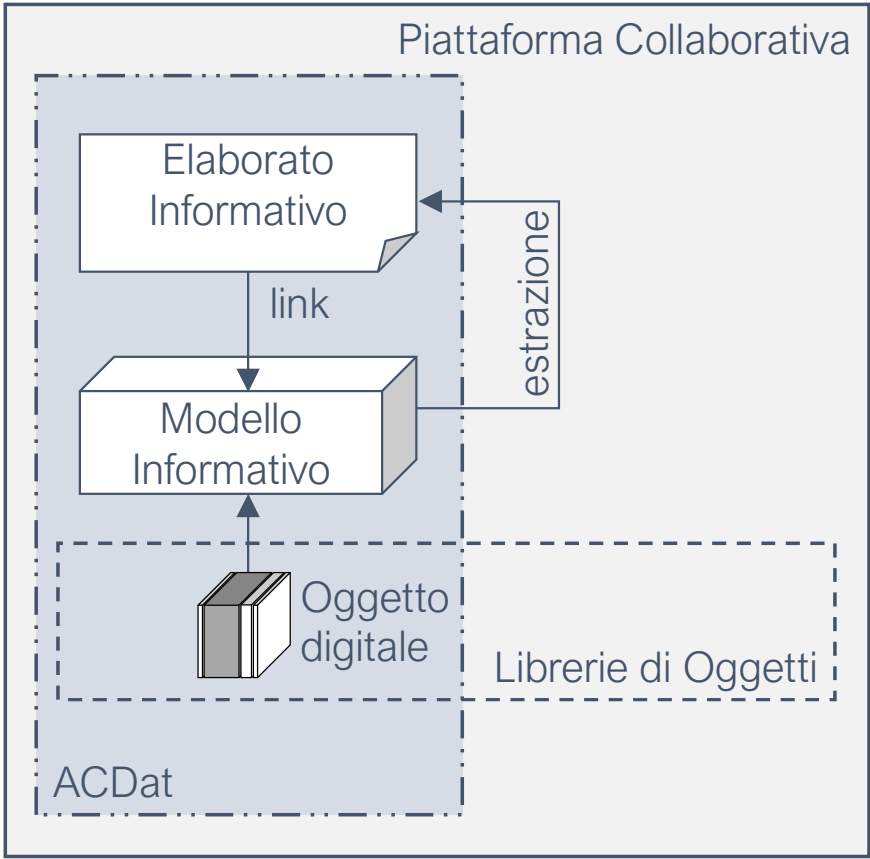 Piattaforma Collaborativa
Elaborato
Informativo
link
estrazione
Modello
Informativo
Oggetto
digitale
Librerie di Oggetti
ACDat